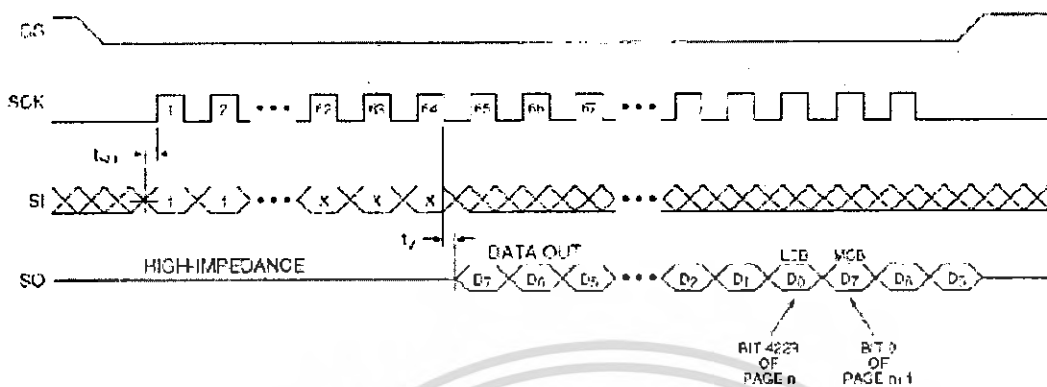 CS
SCK 1 2 ••• 62 63 64 65 66 67 •••
SI 1 1 ••• X X X •••
HIGH-IMPEDANCE DATA OUT LSB MSB
SO D7 D6 D5 ••• D2 D1 D0 D7 D6 D5
BIT 4223 BIT 0
OF OF
PAGE n PAGE n+1